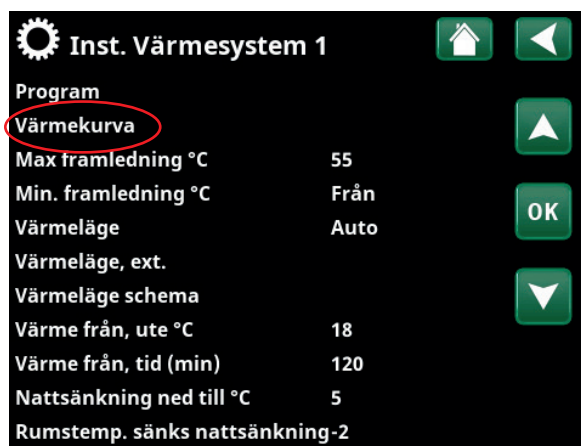 Inst. Värmesystem 1
Program
Värmekurva
Max framledning °C 55
Min. framledning °C Från
Värmeläge Auto
Värmeläge, ext.
Värmeläge schema
Värme från, ute °C 18
Värme från, tid (min) 120
Nattsänkning ned till °C 5
Rumstemp. sänks nattsänkning-2
OK